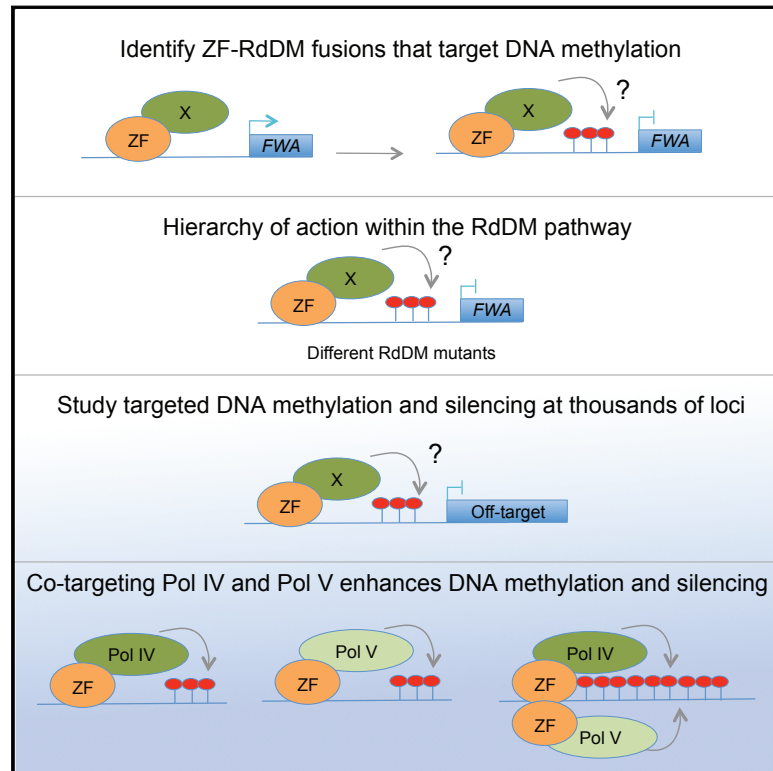 Identify ZF-RdDM fusions that target DNA methylation
X
ZF
FWA
X
?
ZF
FWA
Hierarchy of action within the RdDM pathway
X
?
ZF
FWA
Different RdDM mutants
Study targeted DNA methylation and silencing at thousands of loci
X
?
ZF
Off-target
Co-targeting Pol IV and Pol V enhances DNA methylation and silencing
Pol IV
ZF
Pol V
ZF
Pol IV
ZF
ZF
Pol V